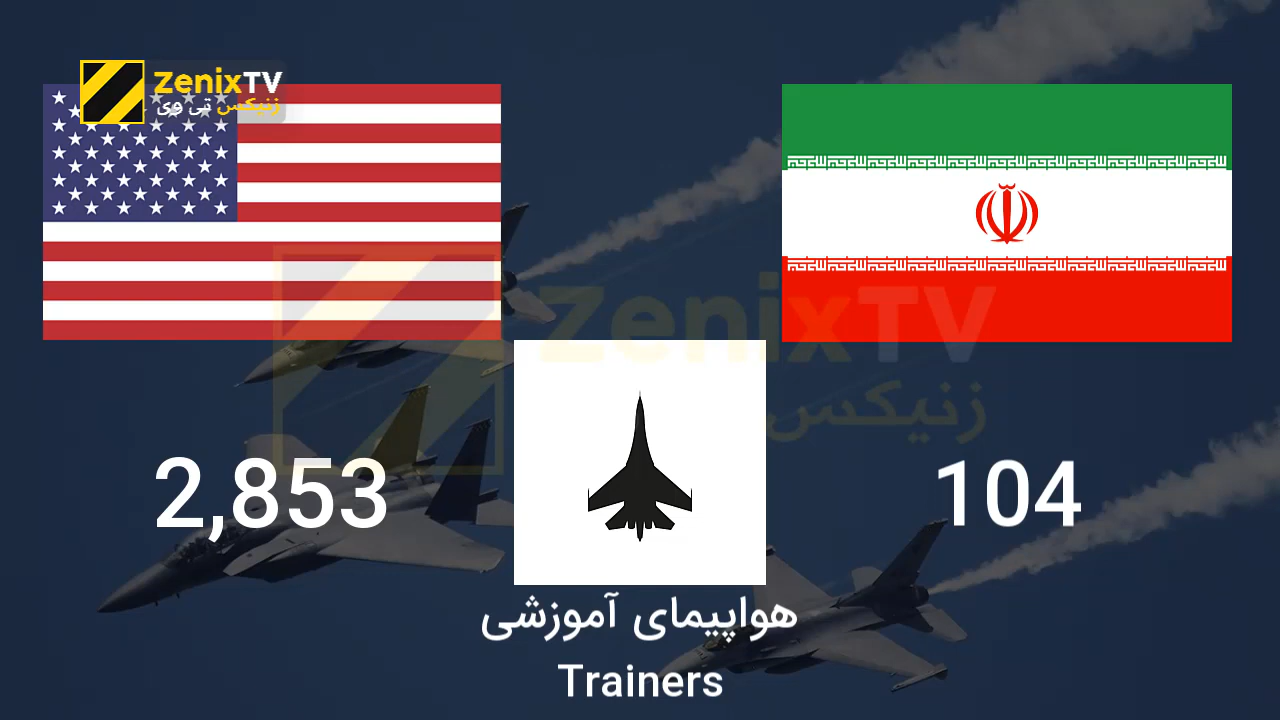 ZenixTV
زنیکس تی وی
ZenixTV
زنیکس
2,853
104
هواپیمای آموزشی
Trainers